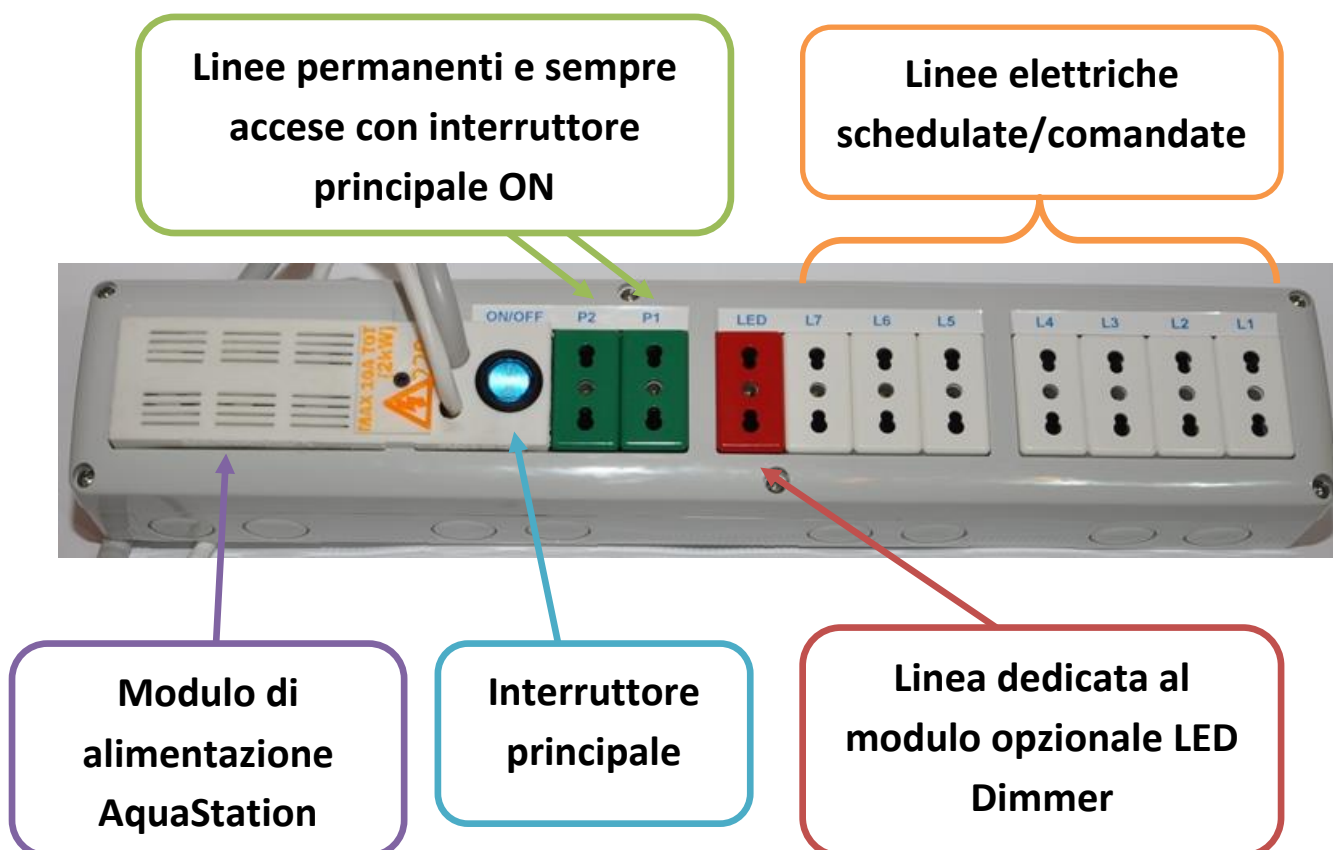 Linee permanenti e sempre
accese con interruttore
principale ON
Linee elettriche
schedulate/comandate
ON/OFF P2 P1 LED L7 L6 L5 L4 L3 L2 L1
MAX 10A TOT
(2kW)
Modulo di
alimentazione
AquaStation
Interruttore
principale
Linea dedicata al
modulo opzionale LED
Dimmer